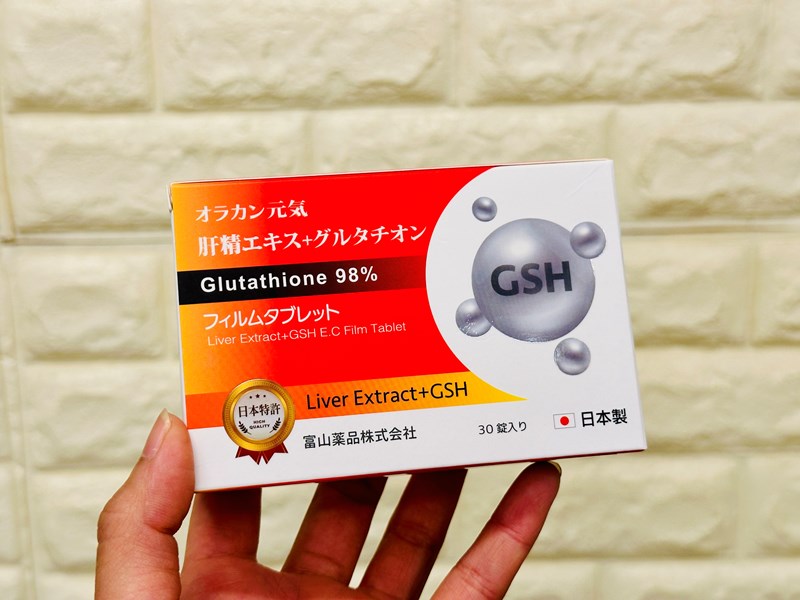 オラカン元気
肝精エキス+グルタチオン
Glutathione 98%
フィルムタブレット
Liver Extract+GSH E.C Film Tablet
GSH
日本特許
HIGH
QUALITY
Liver Extract+GSH
富山薬品株式会社
30 錠入り
日本製